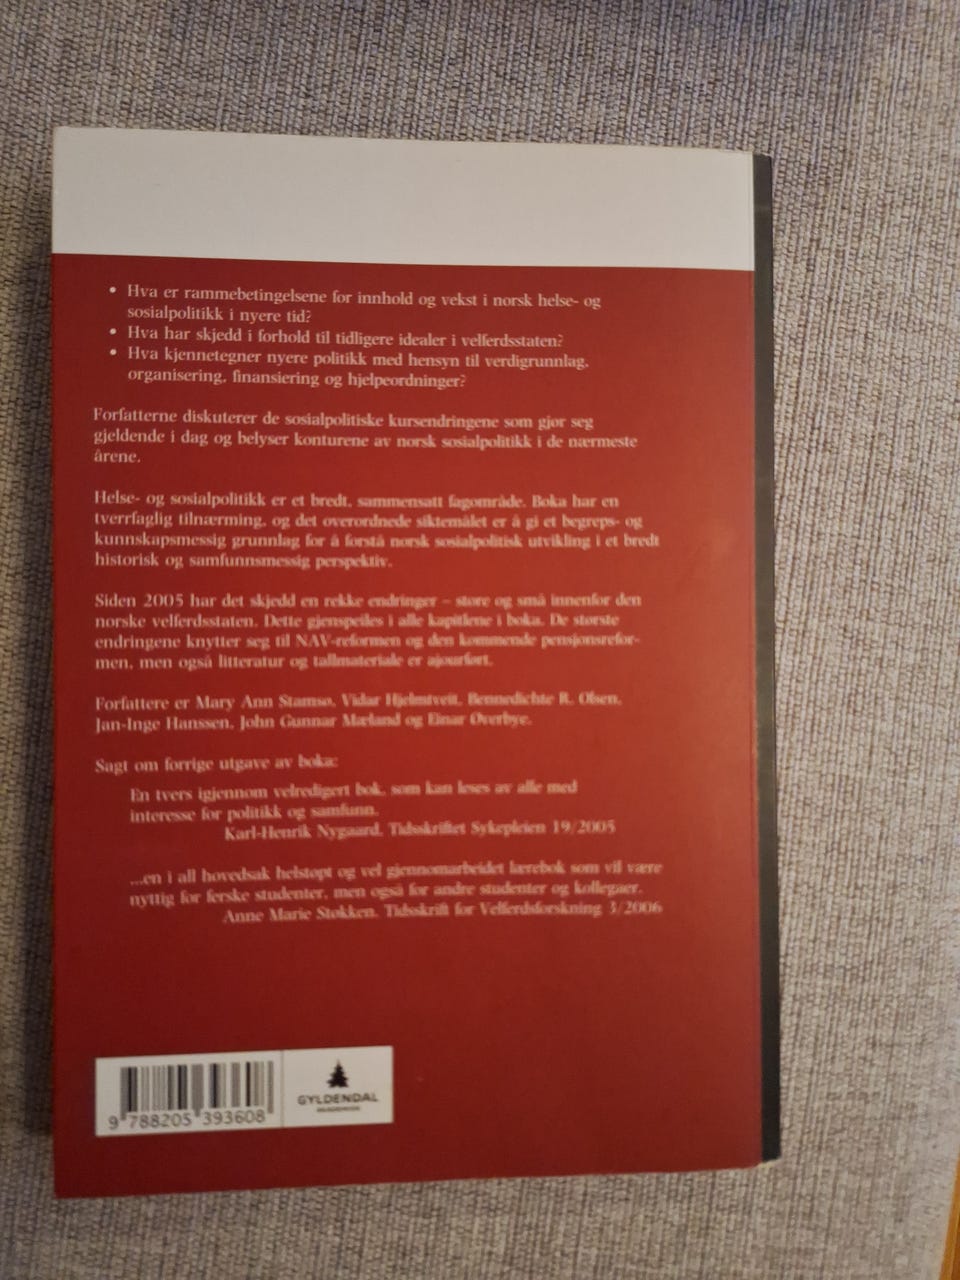 • Hva er rammebetingelsene for innhold og vekst i norsk helse- og
sosialpolitikk i nyere tid?
• Hva har skjedd i forhold til tidligere idealer i velferdsstaten?
• Hva kjennetegner nyere politikk med hensyn til verdigrunnlag,
organisering, finansiering og hjelpeordninger?
Forfatterne diskuterer de sosialpolitiske kursendringene som gjør seg
gjeldende i dag og belyser konturene av norsk sosialpolitikk i de nærmeste
årene.
Helse- og sosialpolitikk er et bredt, sammensatt fagområde. Boka har en
tverrfaglig tilnærming, og det overordnede siktemålet er å gi et begreps- og
kunnskapsmessig grunnlag for å forstå norsk sosialpolitisk utvikling i et bredt
historisk og samfunnsmessig perspektiv.
Siden 2005 har det skjedd en rekke endringer – store og små innenfor den
norske velferdsstaten. Dette gjenspeiles i alle kapitlene i boka. De største
endringene knytter seg til NAV-reformen og den kommende pensjonsrefor-
men, men også litteratur og tallmateriale er ajourført.
Forfattere er Mary Ann Stamsø, Vidar Hjelmtveit, Bennedichte R. Olsen,
Jan-Inge Hanssen, John Gunnar Mæland og Einar Øverbye.
Sagt om forrige utgave av boka:
En tvers igjennom velredigert bok, som kan leses av alle med
interesse for politikk og samfunn.
Karl-Henrik Nygaard, Tidsskriftet Sykepleien 19/2005
...en i all hovedsak helstøpt og vel gjennomarbeidet lærebok som vil være
nyttig for ferske studenter, men også for andre studenter og kollegaer.
Anne Marie Støkken, Tidsskrift for Velferdsforskning 3/2006
GYLDENDAL
AKADEMISK
9 788205 393608